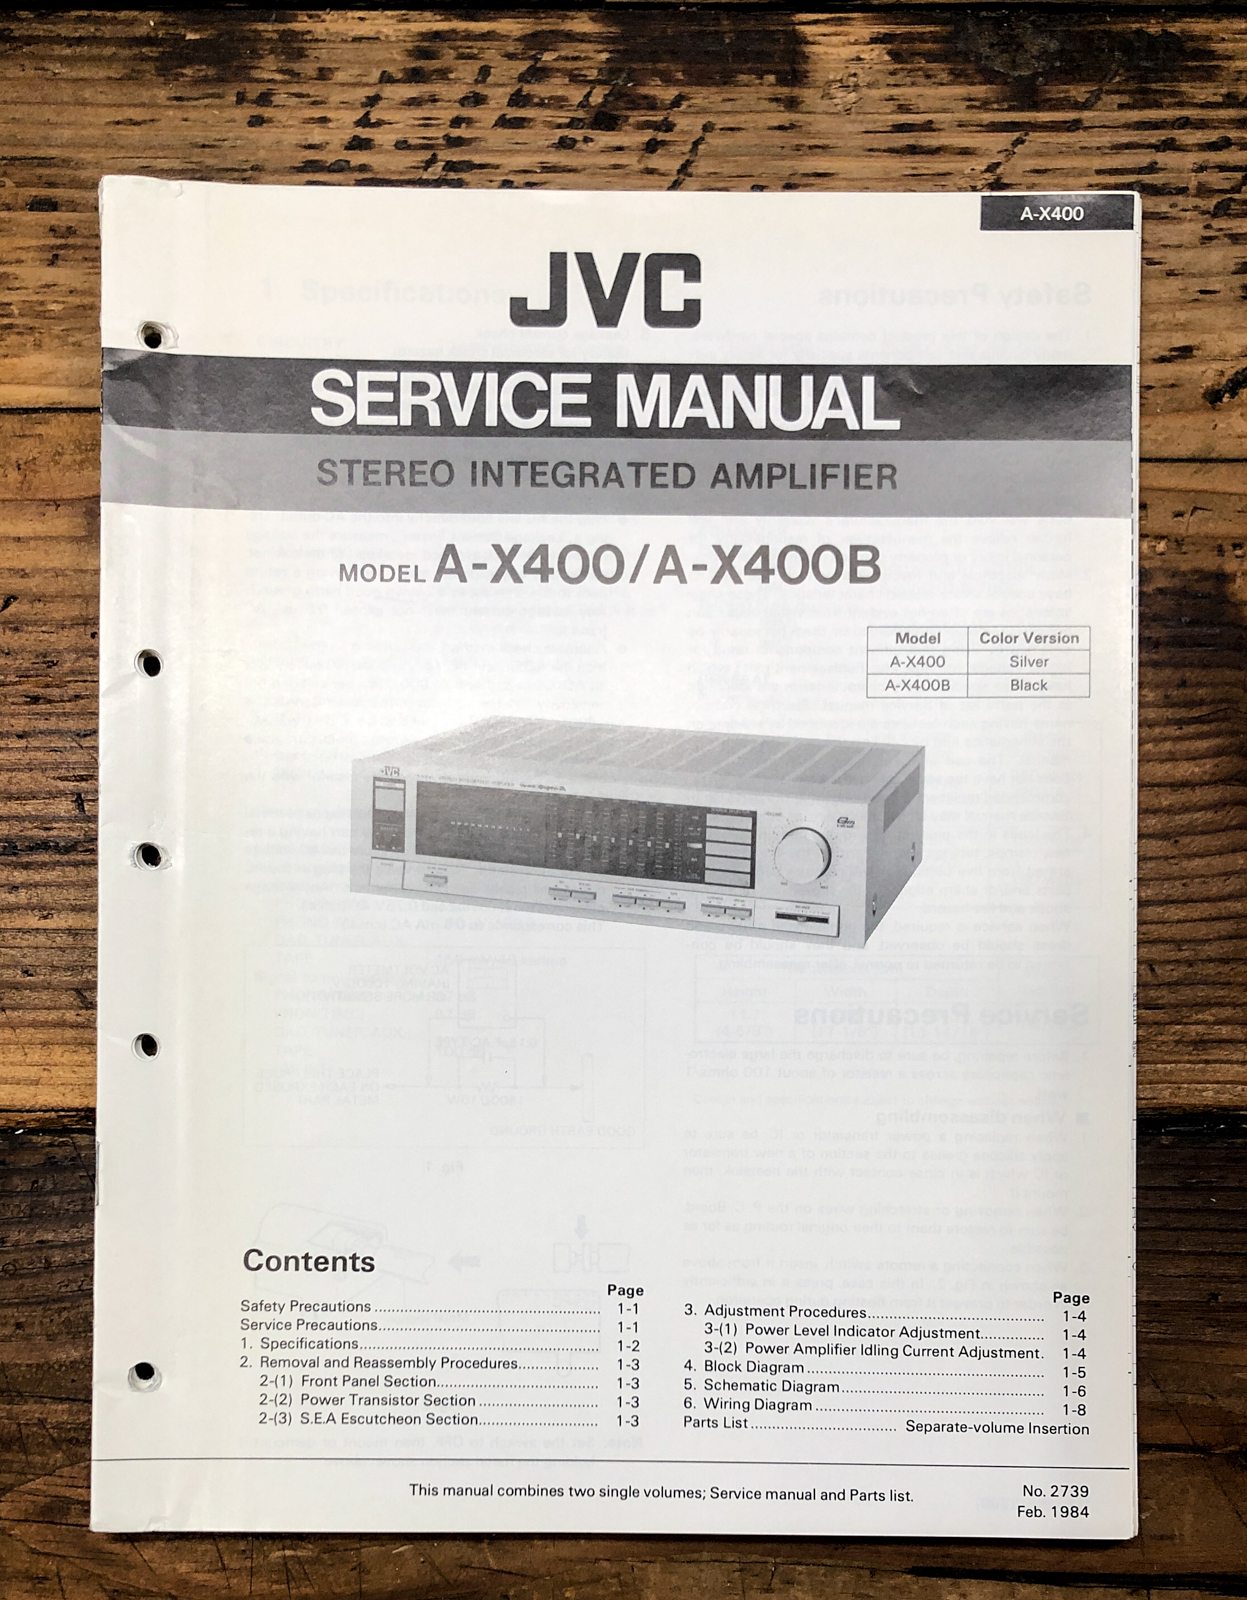 A-X400
JVC
SERVICE MANUAL
STEREO INTEGRATED AMPLIFIER
MODEL A-X400/A-X400B
Model Color Version
A-X400 Silver
A-X400B Black
JVC
VOLUME
Contents
Page
Safety Precautions ........ 1-1
Service Precautions ........ 1-1
1. Specifications ........ 1-2
2. Removal and Reassembly Procedures ........ 1-3
2-(1) Front Panel Section ........ 1-3
2-(2) Power Transistor Section ........ 1-3
2-(3) S.E.A Escutcheon Section ........ 1-3
Page
3. Adjustment Procedures ........ 1-4
3-(1) Power Level Indicator Adjustment ........ 1-4
3-(2) Power Amplifier Idling Current Adjustment. 1-4
4. Block Diagram ........ 1-5
5. Schematic Diagram ........ 1-6
6. Wiring Diagram ........ 1-8
Parts List ........ Separate-volume Insertion
This manual combines two single volumes; Service manual and Parts list.
No. 2739
Feb. 1984